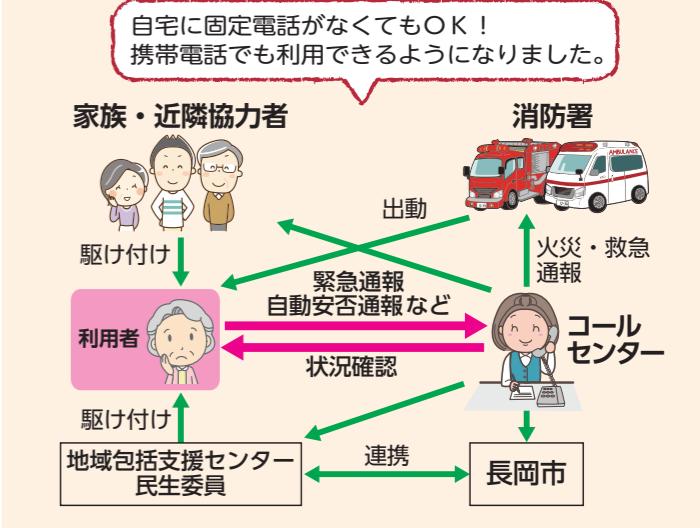 自宅に固定電話がなくてもＯＫ！
携帯電話でも利用できるようになりました。
家族・近隣協力者
消防署
AMBULANCE
出動
駆け付け
火災・救急
通報
緊急通報
自動安否通報など
利用者
コール
センター
状況確認
駆け付け
地域包括支援センター
民生委員
連携
長岡市